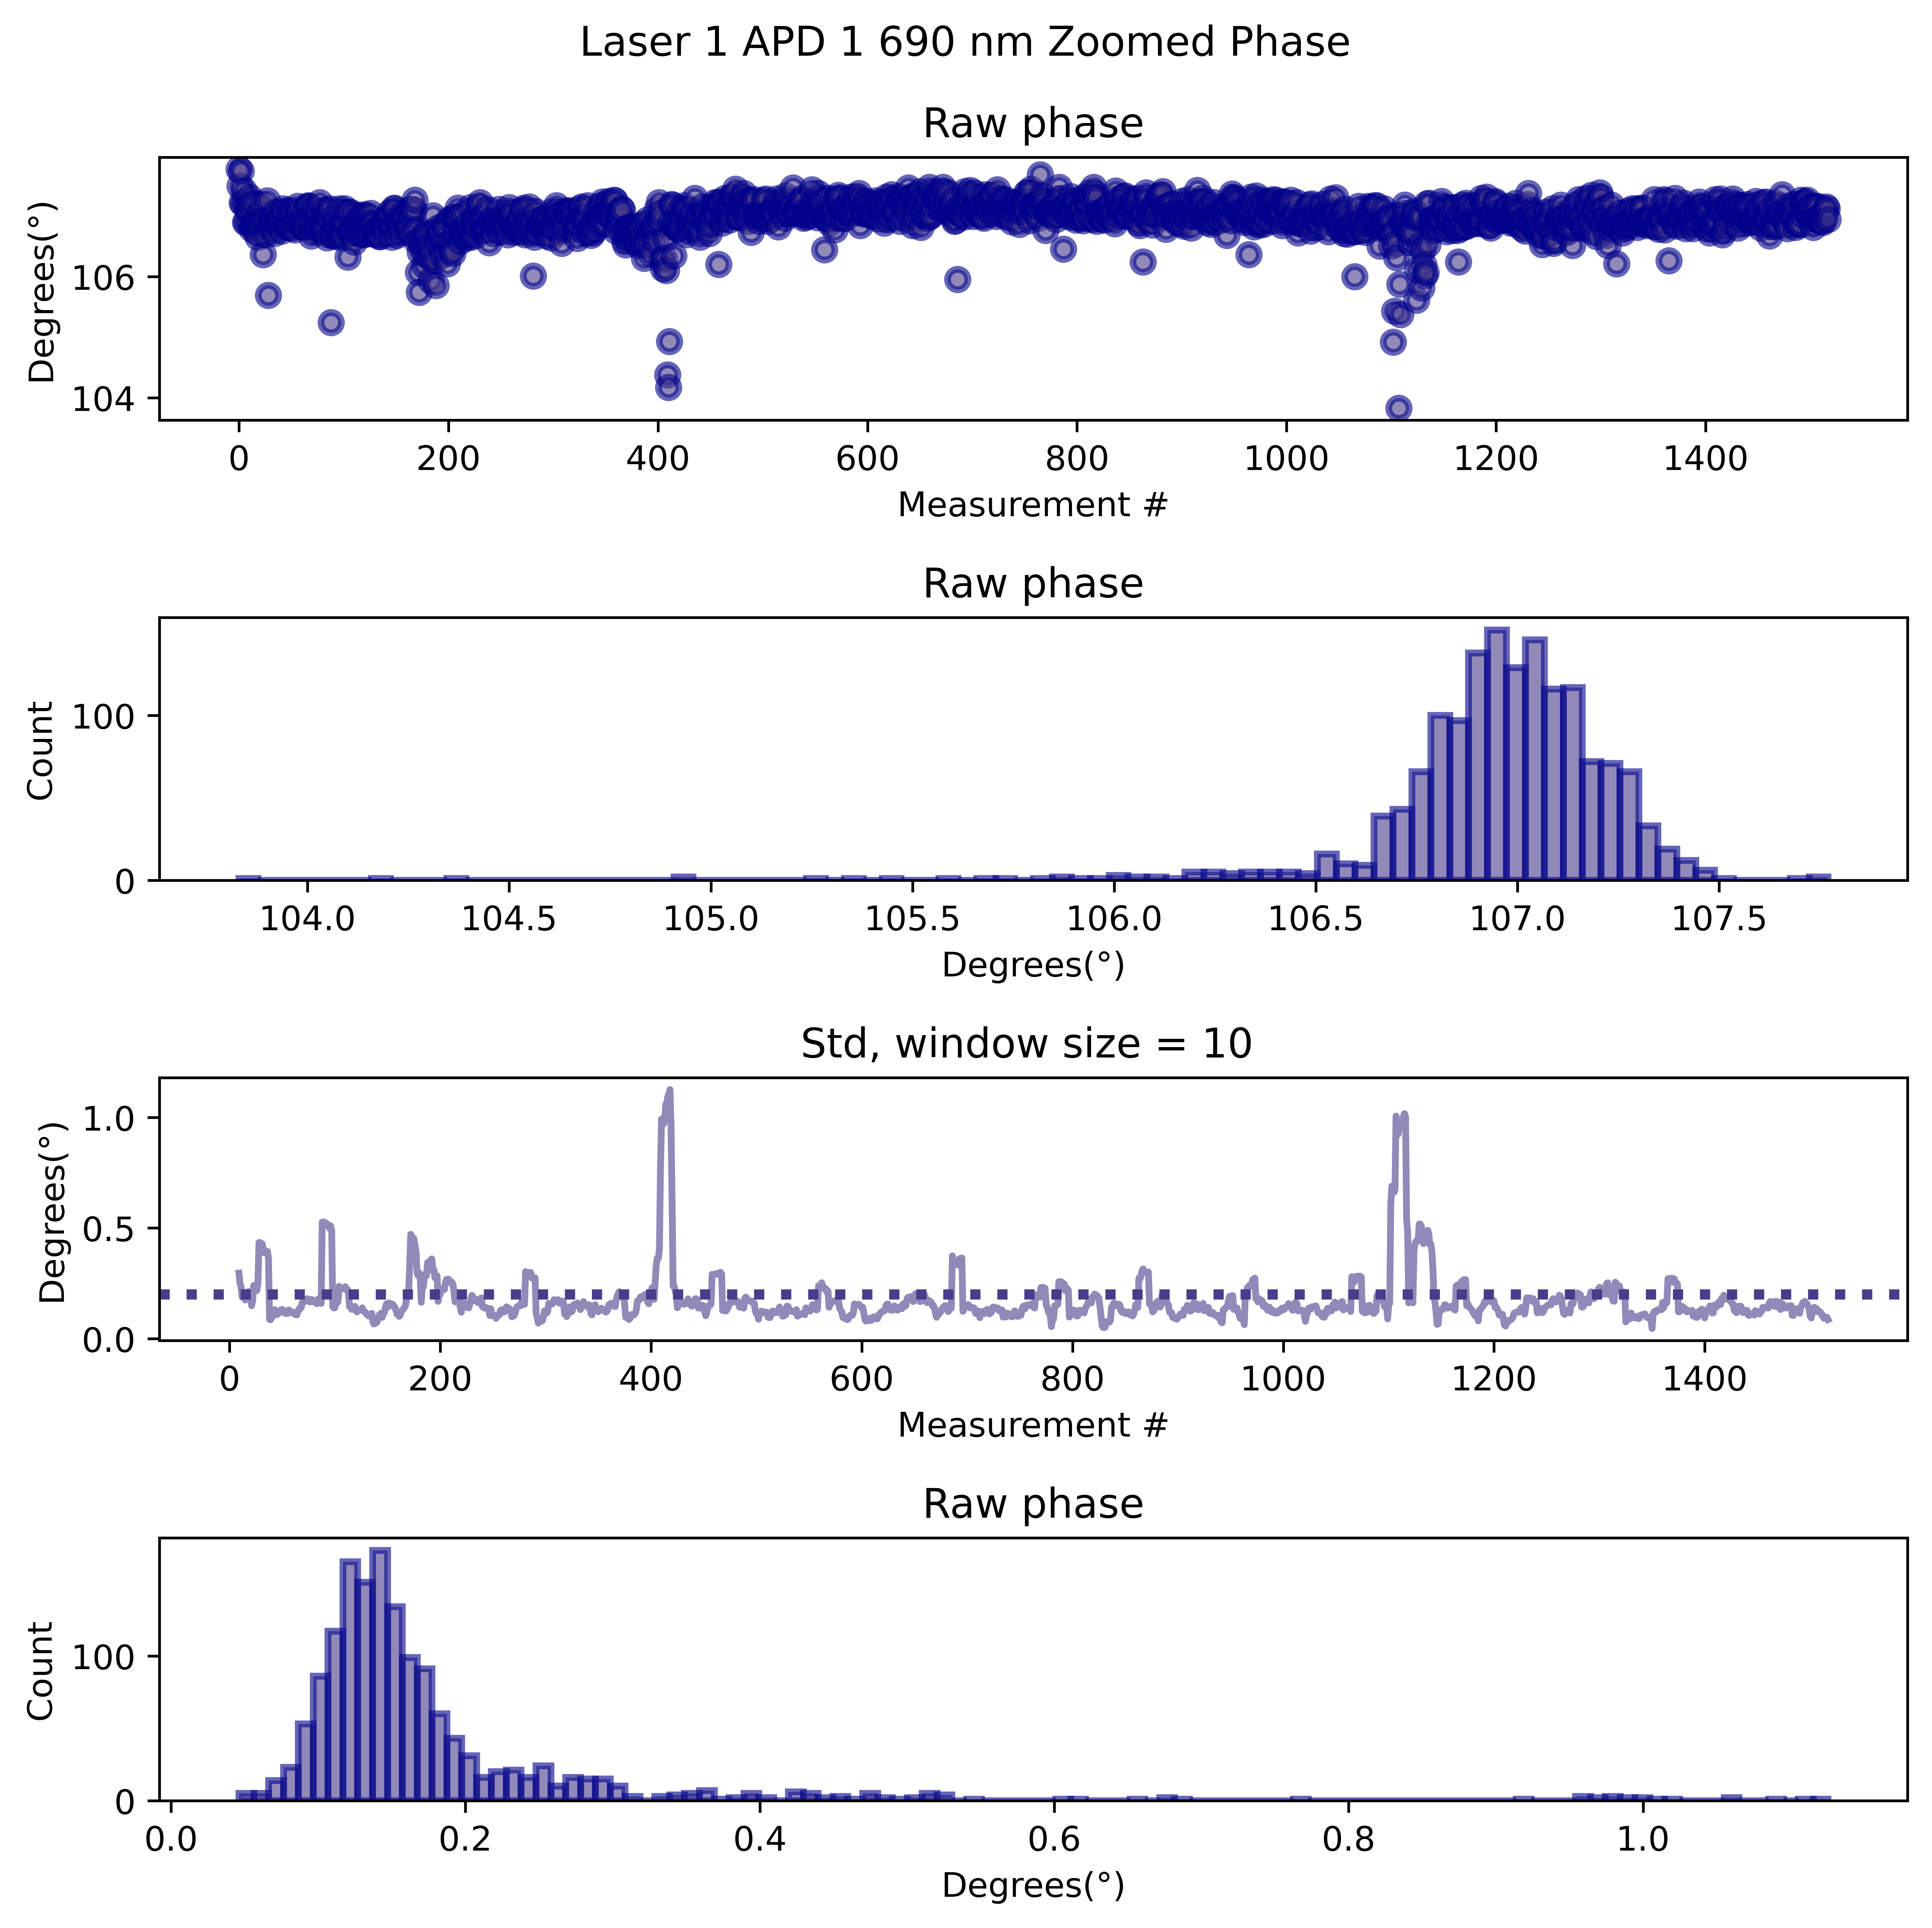 Laser 1 APD 1 690 nm Zoomed Phase
Raw phase
Degrees(°)
106
104
0 200 400 600 800 1000 1200 1400
Measurement #
Raw phase
Count
100
0
104.0 104.5 105.0 105.5 106.0 106.5 107.0 107.5
Degrees(°)
Std, window size = 10
Degrees(°)
1.0
0.5
0.0
0 200 400 600 800 1000 1200 1400
Measurement #
Raw phase
Count
100
0
0.0 0.2 0.4 0.6 0.8 1.0
Degrees(°)